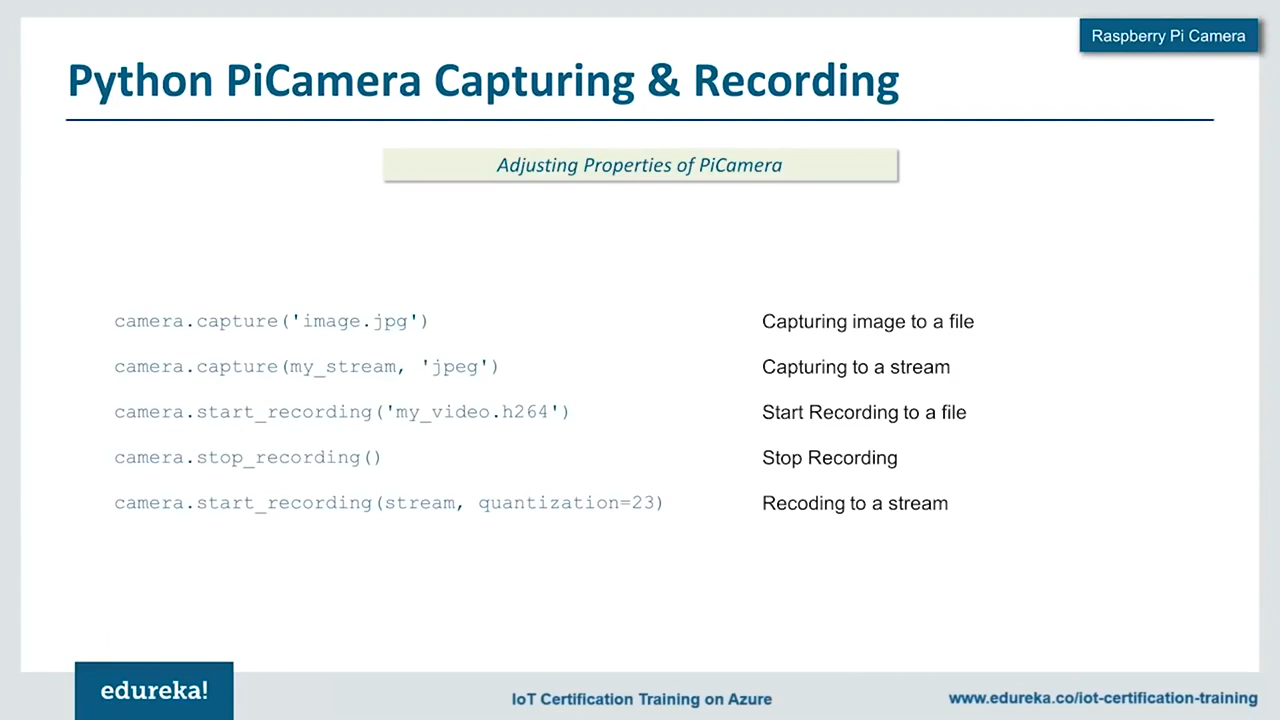 Raspberry Pi Camera
Python PiCamera Capturing & Recording
Adjusting Properties of PiCamera
camera.capture('image.jpg') Capturing image to a file
camera.capture(my_stream, 'jpeg') Capturing to a stream
camera.start_recording('my_video.h264') Start Recording to a file
camera.stop_recording() Stop Recording
camera.start_recording(stream, quantization=23) Recoding to a stream
edureka!
IoT Certification Training on Azure
www.edureka.co/iot-certification-training